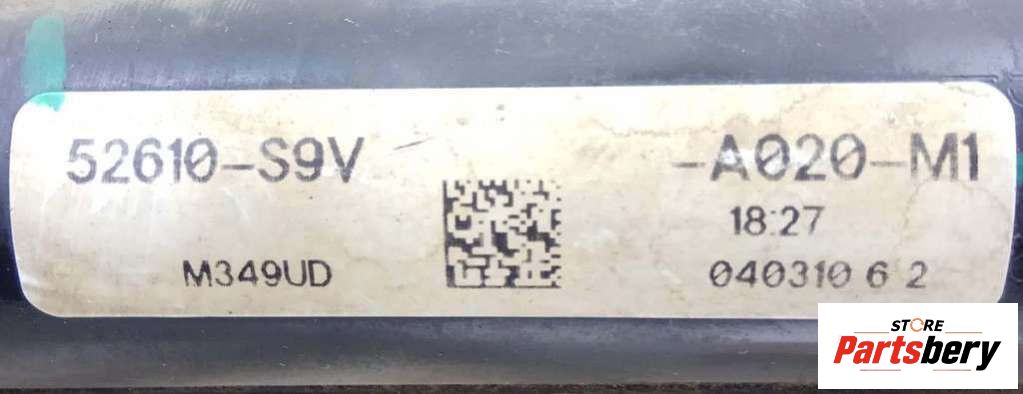 52610-S9V -A020-M1
18:27
M349UD 040310 6 2
STORE
Partsbery